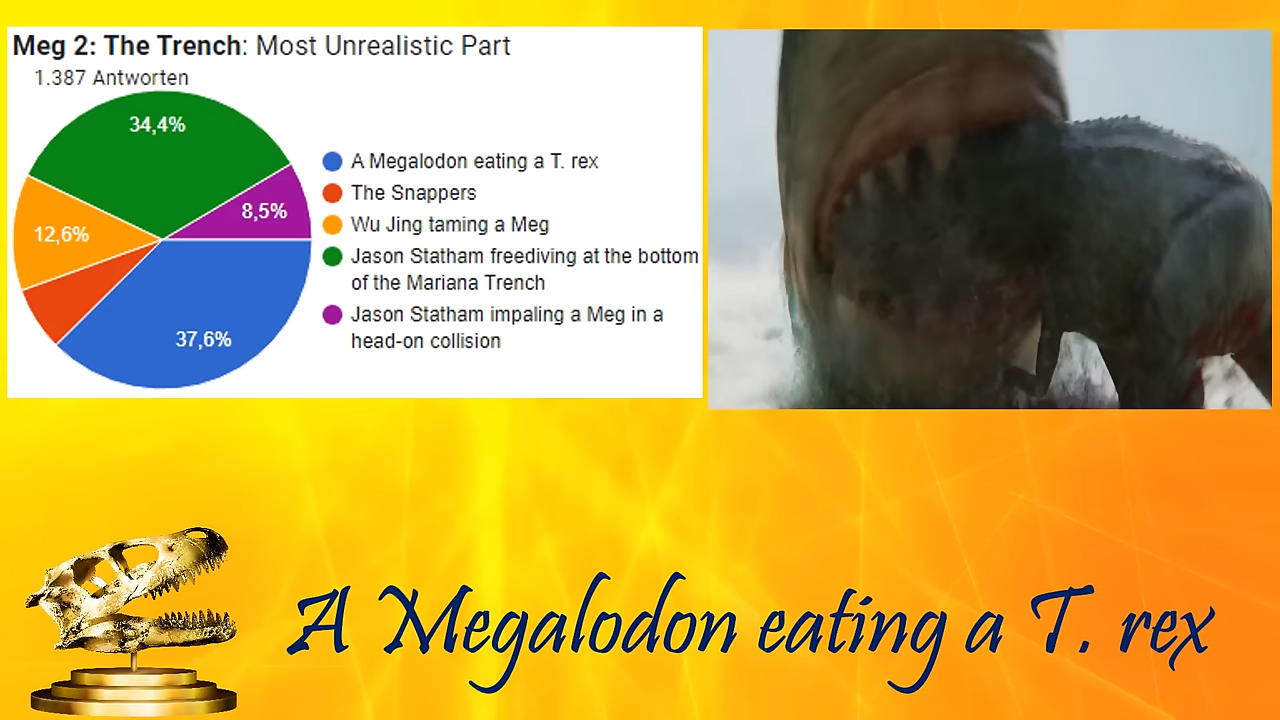 Meg 2: The Trench: Most Unrealistic Part
1.387 Antworten
34,4%
8,5%
12,6%
37,6%
A Megalodon eating a T. rex
The Snappers
Wu Jing taming a Meg
Jason Statham freediving at the bottom
of the Mariana Trench
Jason Statham impaling a Meg in a
head-on collision
A Megalodon eating a T. rex